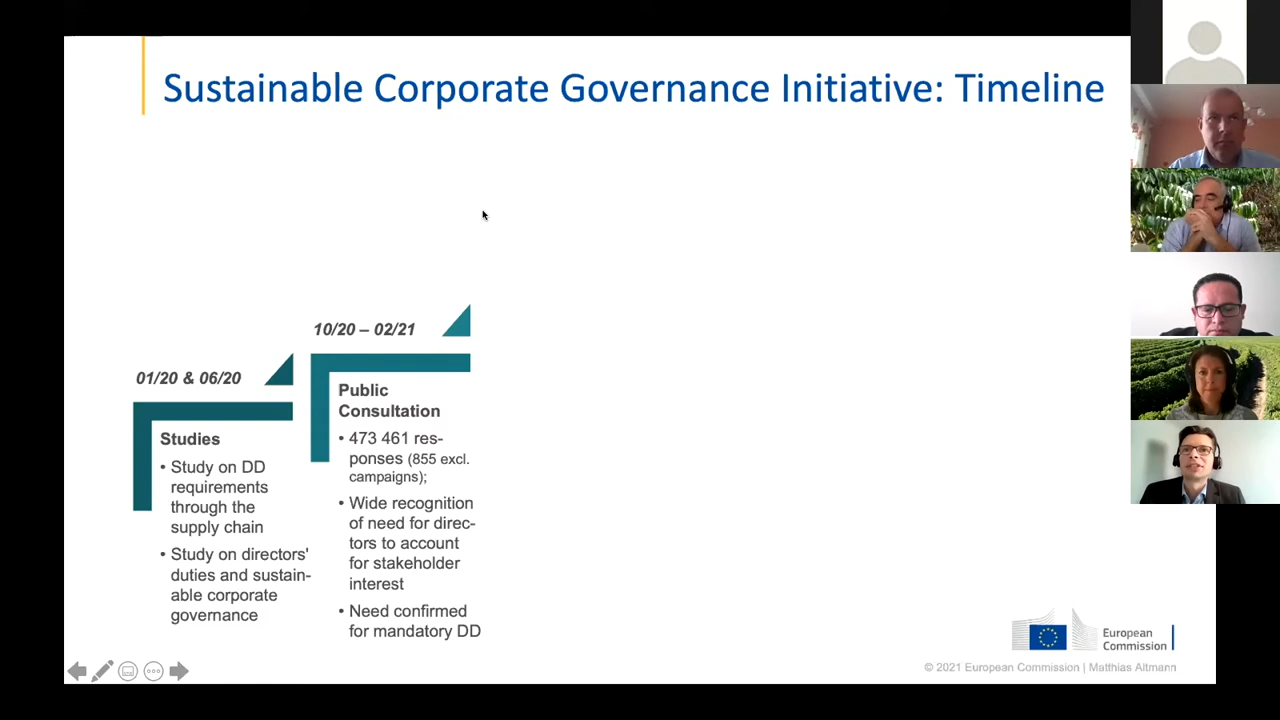 Sustainable Corporate Governance Initiative: Timeline
01/20 & 06/20
Studies
• Study on DD
requirements
through the
supply chain
• Study on directors'
duties and sustain-
able corporate
governance
10/20 – 02/21
Public
Consultation
• 473 461 res-
ponses (855 excl.
campaigns);
• Wide recognition
of need for direc-
tors to account
for stakeholder
interest
• Need confirmed
for mandatory DD
European
Commission
© 2021 European Commission | Matthias Altmann